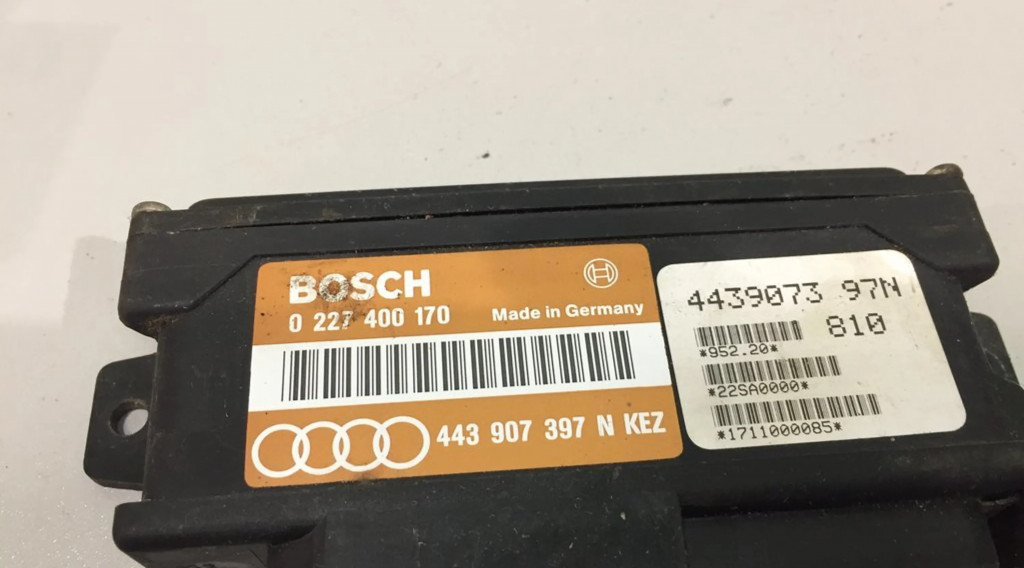 BOSCH
0 227 400 170 Made in Germany
443 907 397 N KEZ
4439073 97N
810
*952.20*
*22SA0000*
*1711000085*